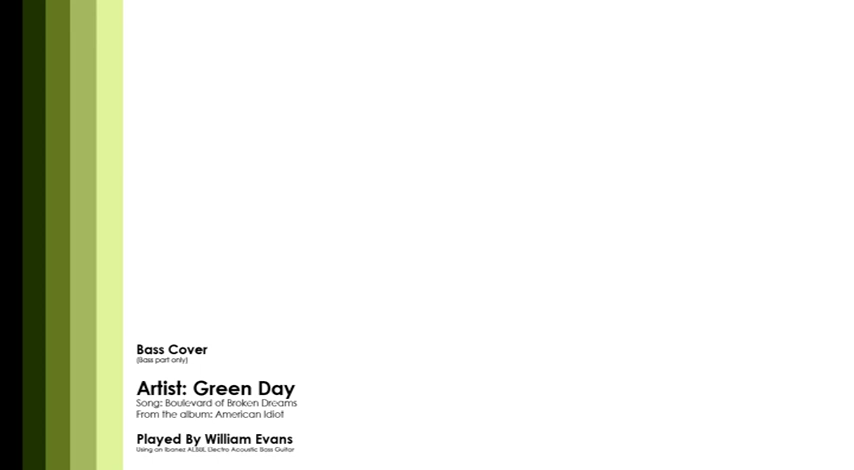 Bass Cover
(Bass part only)
Artist: Green Day
Song: Boulevard of Broken Dreams
From the album: American Idiot
Played By William Evans
Using an Ibanez Electro Acoustic Bass Guitar